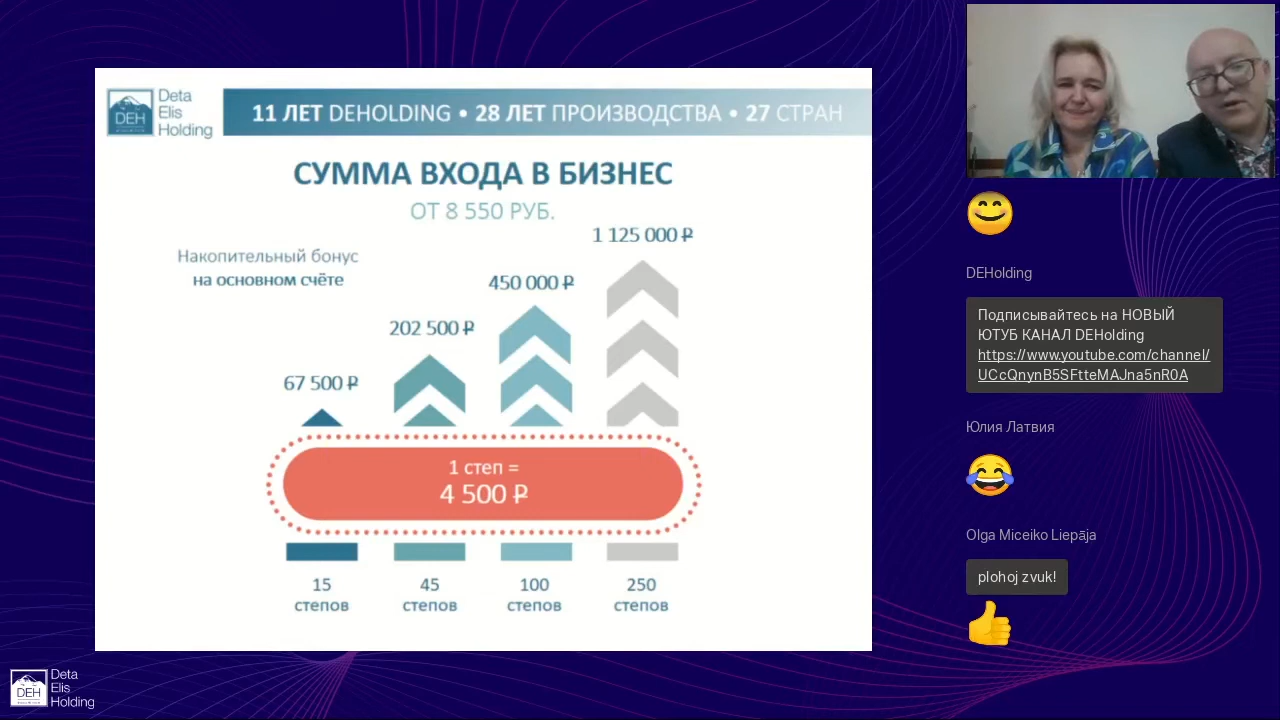 Deta
Elis
Holding
DEH
11 ЛЕТ DEHOLDING • 28 ЛЕТ ПРОИЗВОДСТВА • 27 СТРАН
СУММА ВХОДА В БИЗНЕС
ОТ 8 550 РУБ.
Накопительный бонус
на основном счёте
67 500 ₽
202 500 ₽
450 000 ₽
1 125 000 ₽
1 степ =
4 500 ₽
15
степов
45
степов
100
степов
250
степов
DEHolding
Подписывайтесь на НОВЫЙ
ЮТУБ КАНАЛ DEHolding
https://www.youtube.com/channel/
UCcQnynB5SFtteMAJna5nR0A
Юлия Латвия
Olga Miceiko Liepāja
plohoj zvuk!
Deta
Elis
Holding
DEH